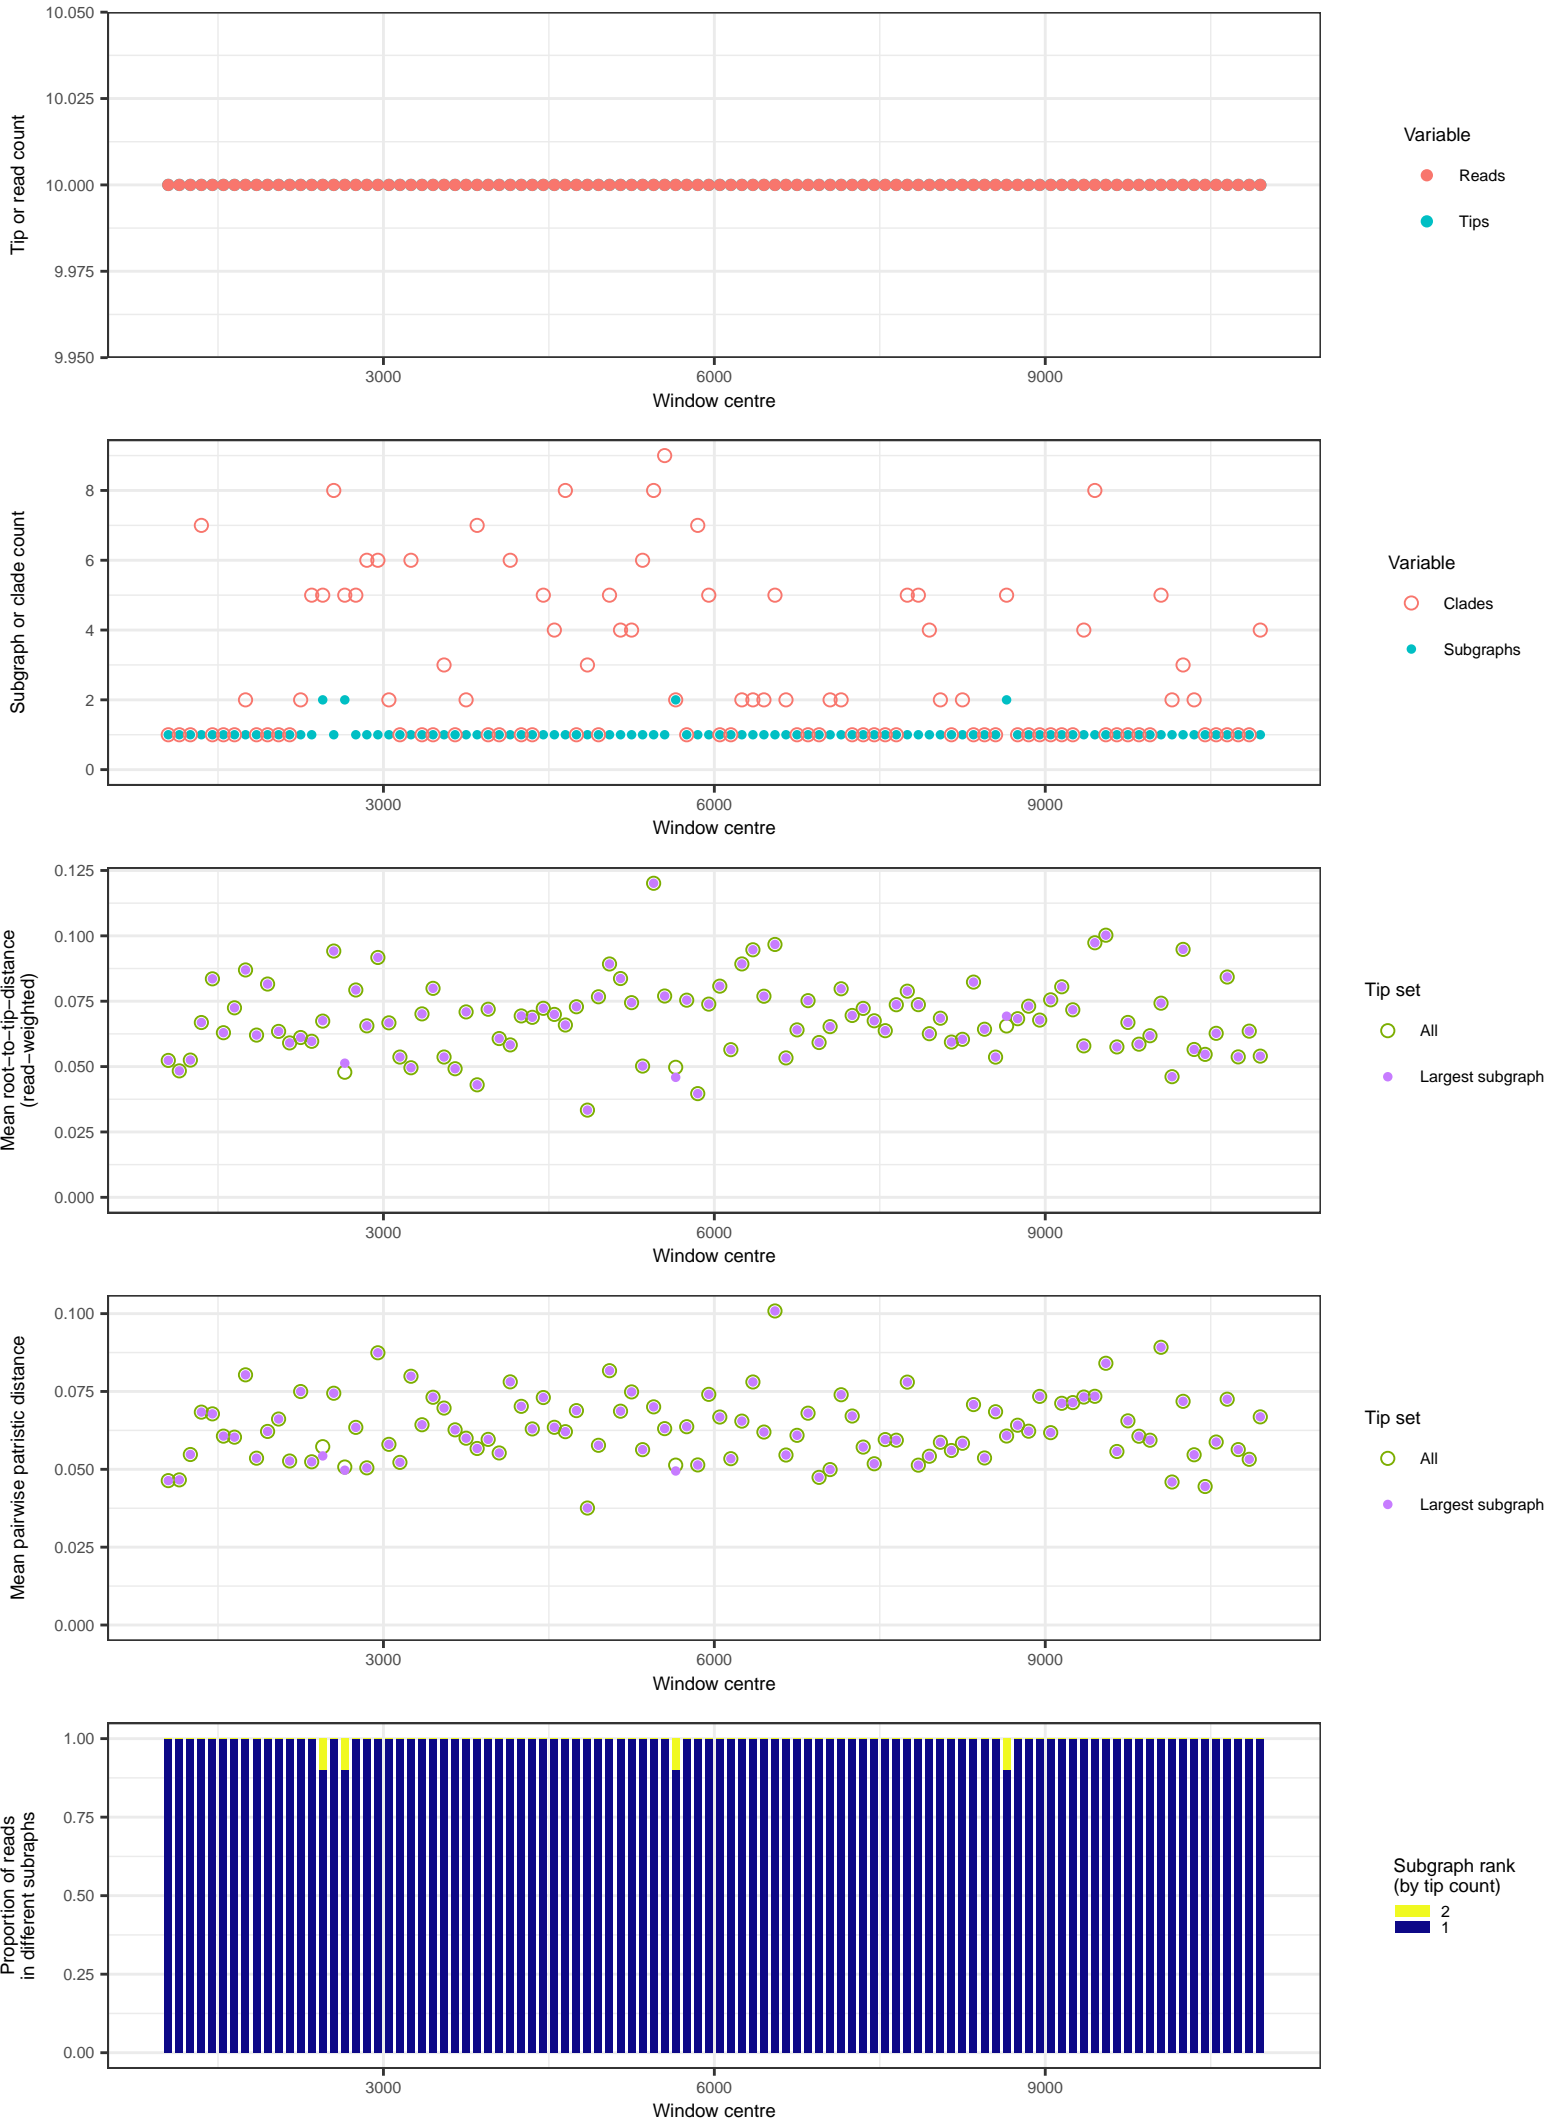 10.050
10.025
10.000
9.975
9.950
Tip or read count
3000 6000 9000
Window centre
Variable
Reads
Tips
8
6
4
2
0
Subgraph or clade count
3000 6000 9000
Window centre
Variable
Clades
Subgraphs
0.125
0.100
0.075
0.050
0.025
0.000
Mean root−to−tip−distance
(read−weighted)
3000 6000 9000
Window centre
Tip set
All
Largest subgraph
0.100
0.075
0.050
0.025
0.000
Mean pairwise patristic distance
3000 6000 9000
Window centre
Tip set
All
Largest subgraph
1.00
0.75
0.50
0.25
0.00
Proportion of reads
in different subraphs
3000 6000 9000
Window centre
Subgraph rank
(by tip count)
2
1